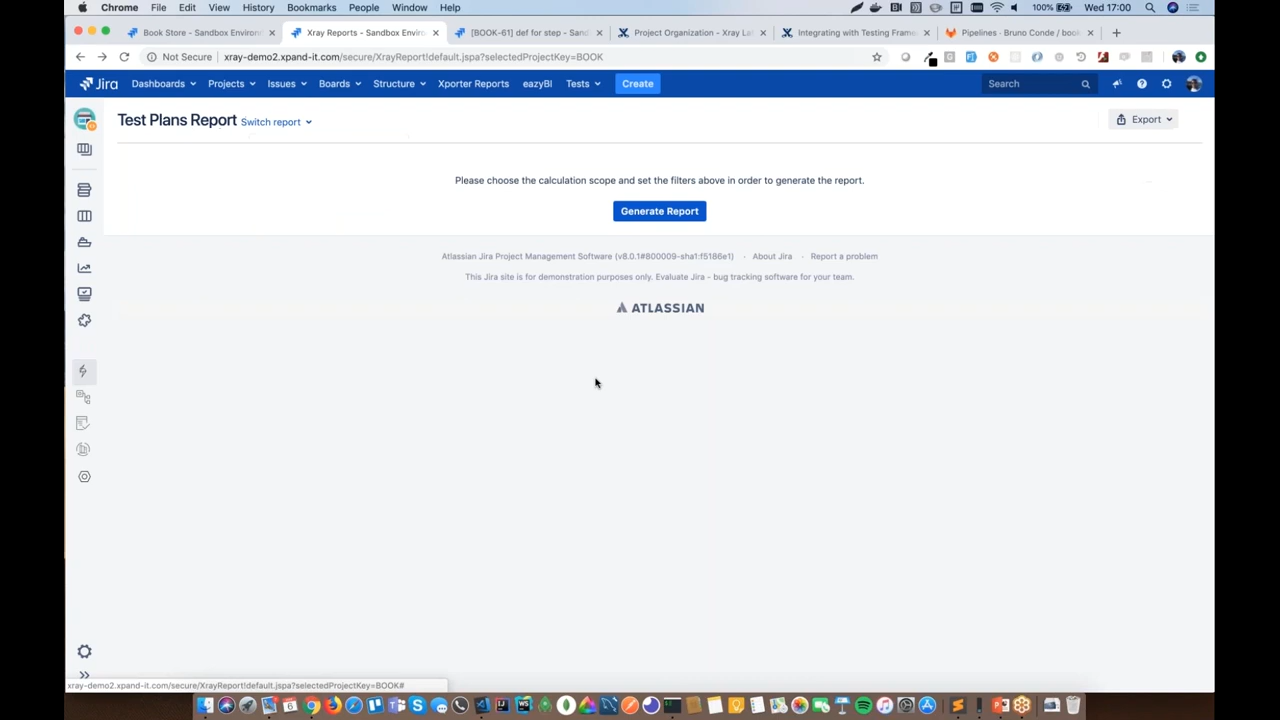 Chrome File Edit View History Bookmarks People Window Help 100% Wed 17:00
Book Store - Sandbox Environ
Xray Reports - Sandbox Enviro
[BOOK-61] def for step - Sand
Project Organization - Xray La
Integrating with Testing Frame
Pipelines · Bruno Conde / boo
Not Secure xray-demo2.xpand-it.com/secure/XrayReport!default.jspa?selectedProjectKey=BOOK
Jira Dashboards Projects Issues Boards Structure Xporter Reports eazyBI Tests Create Search
Test Plans Report Switch report Export
Please choose the calculation scope and set the filters above in order to generate the report.
Generate Report
Atlassian Jira Project Management Software (v8.0.1#800009-sha1:f5186e1) · About Jira · Report a problem
This Jira site is for demonstration purposes only. Evaluate Jira - bug tracking software for your team.
ATLASSIAN
xray-demo2.xpand-it.com/secure/XrayReport!default.jspa?selectedProjectKey=BOOK#